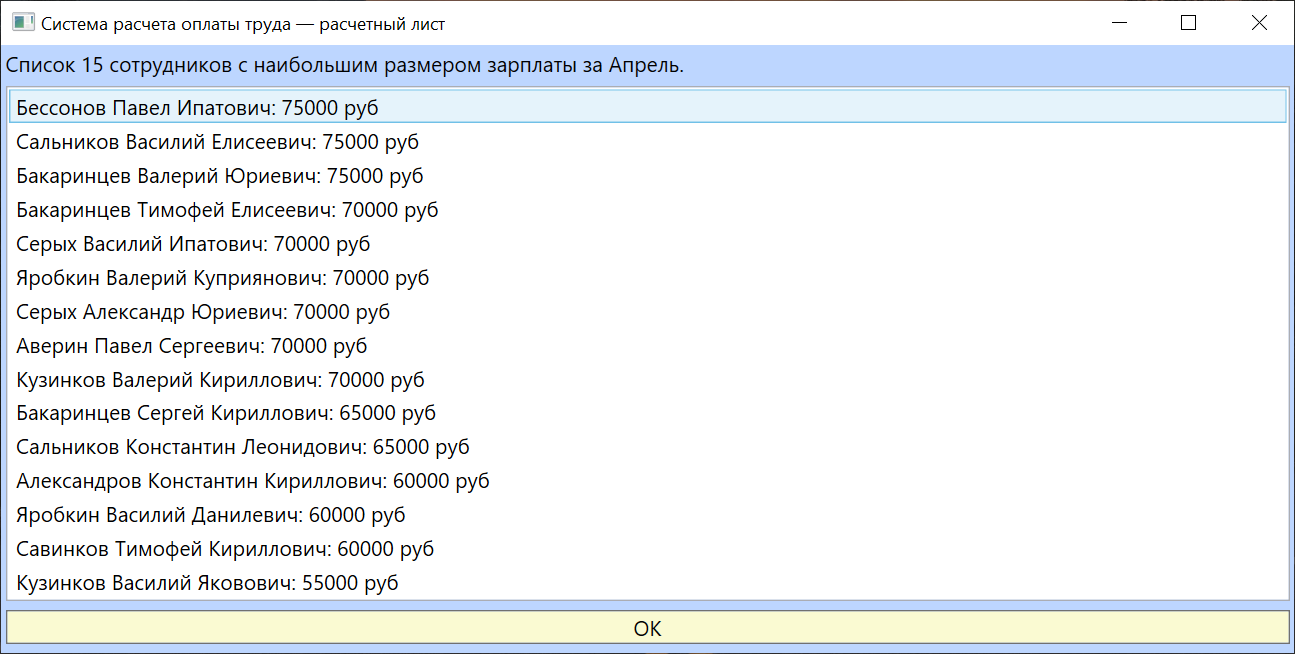 Система расчета оплаты труда — расчетный лист
Список 15 сотрудников с наибольшим размером зарплаты за Апрель.
Бессонов Павел Ипатович: 75000 руб
Сальников Василий Елисеевич: 75000 руб
Бакаринцев Валерий Юриевич: 75000 руб
Бакаринцев Тимофей Елисеевич: 70000 руб
Серых Василий Ипатович: 70000 руб
Яробкин Валерий Куприянович: 70000 руб
Серых Александр Юриевич: 70000 руб
Аверин Павел Сергеевич: 70000 руб
Кузинков Валерий Кириллович: 70000 руб
Бакаринцев Сергей Кириллович: 65000 руб
Сальников Константин Леонидович: 65000 руб
Александров Константин Кириллович: 60000 руб
Яробкин Василий Данилевич: 60000 руб
Савинков Тимофей Кириллович: 60000 руб
Кузинков Василий Яковович: 55000 руб
ОК